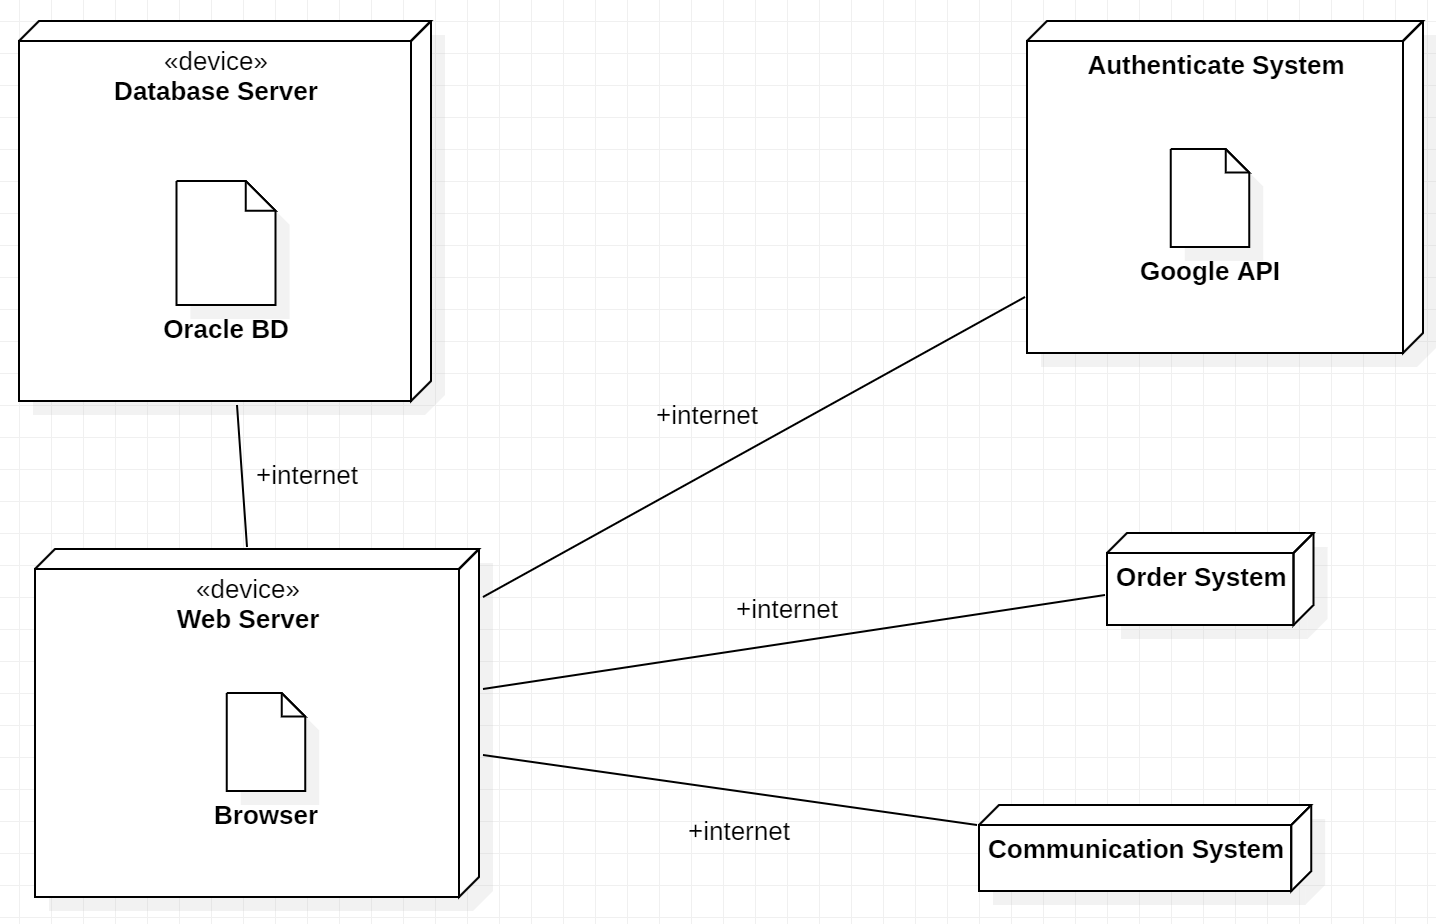 «device»
Database Server
Oracle BD
Authenticate System
Google API
+internet
+internet
«device»
Web Server
Browser
+internet
Order System
+internet
Communication System